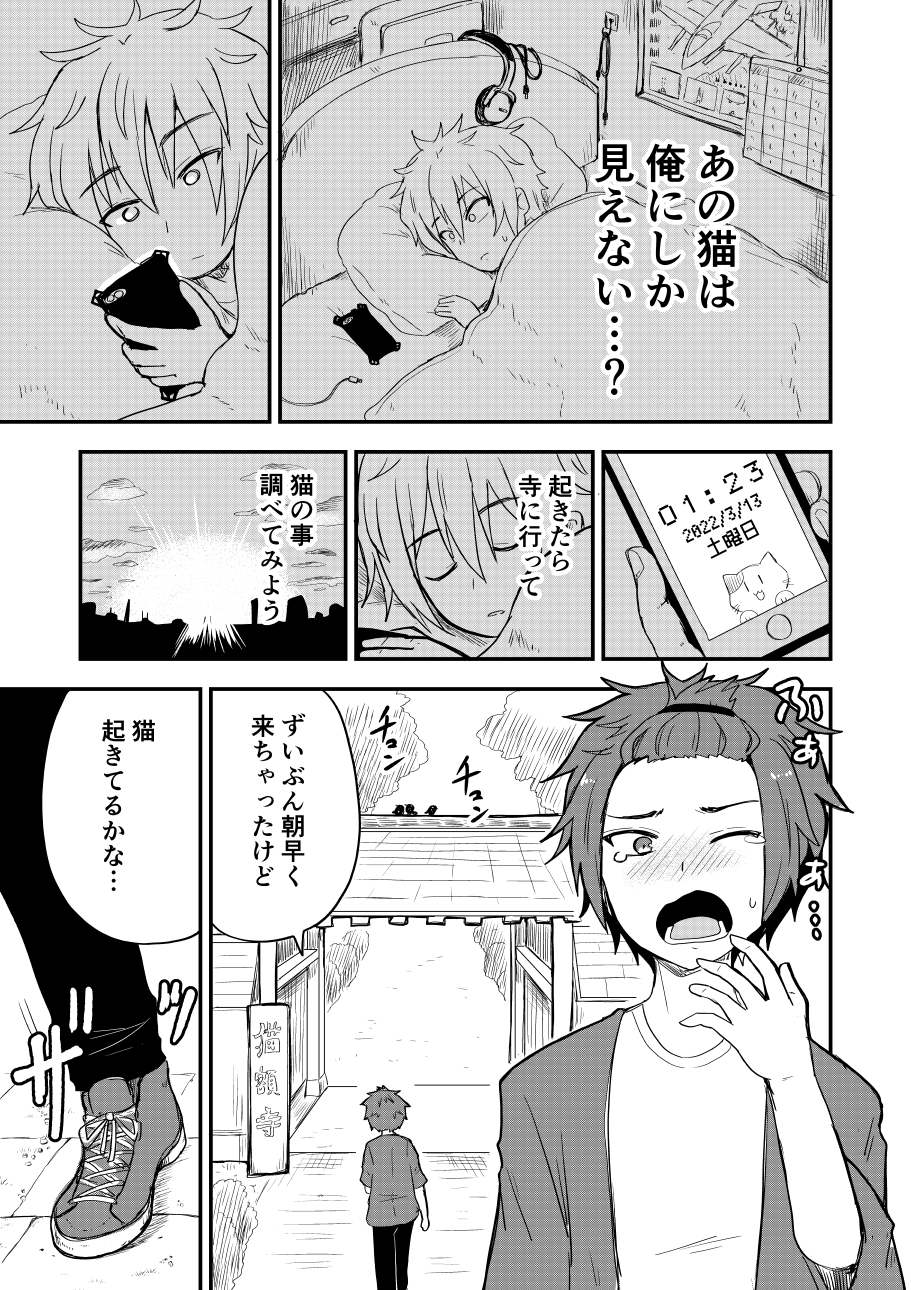 あの猫は
俺にしか
見えない…？
01:23
2022/3/13
土曜日
起きたら
寺に行って
猫の事
調べてみよう
ふぁ
ぁ…
ずいぶん朝早く
来ちゃったけど
チュン
チュン
猫額寺
猫
起きてるかな…
ザッ